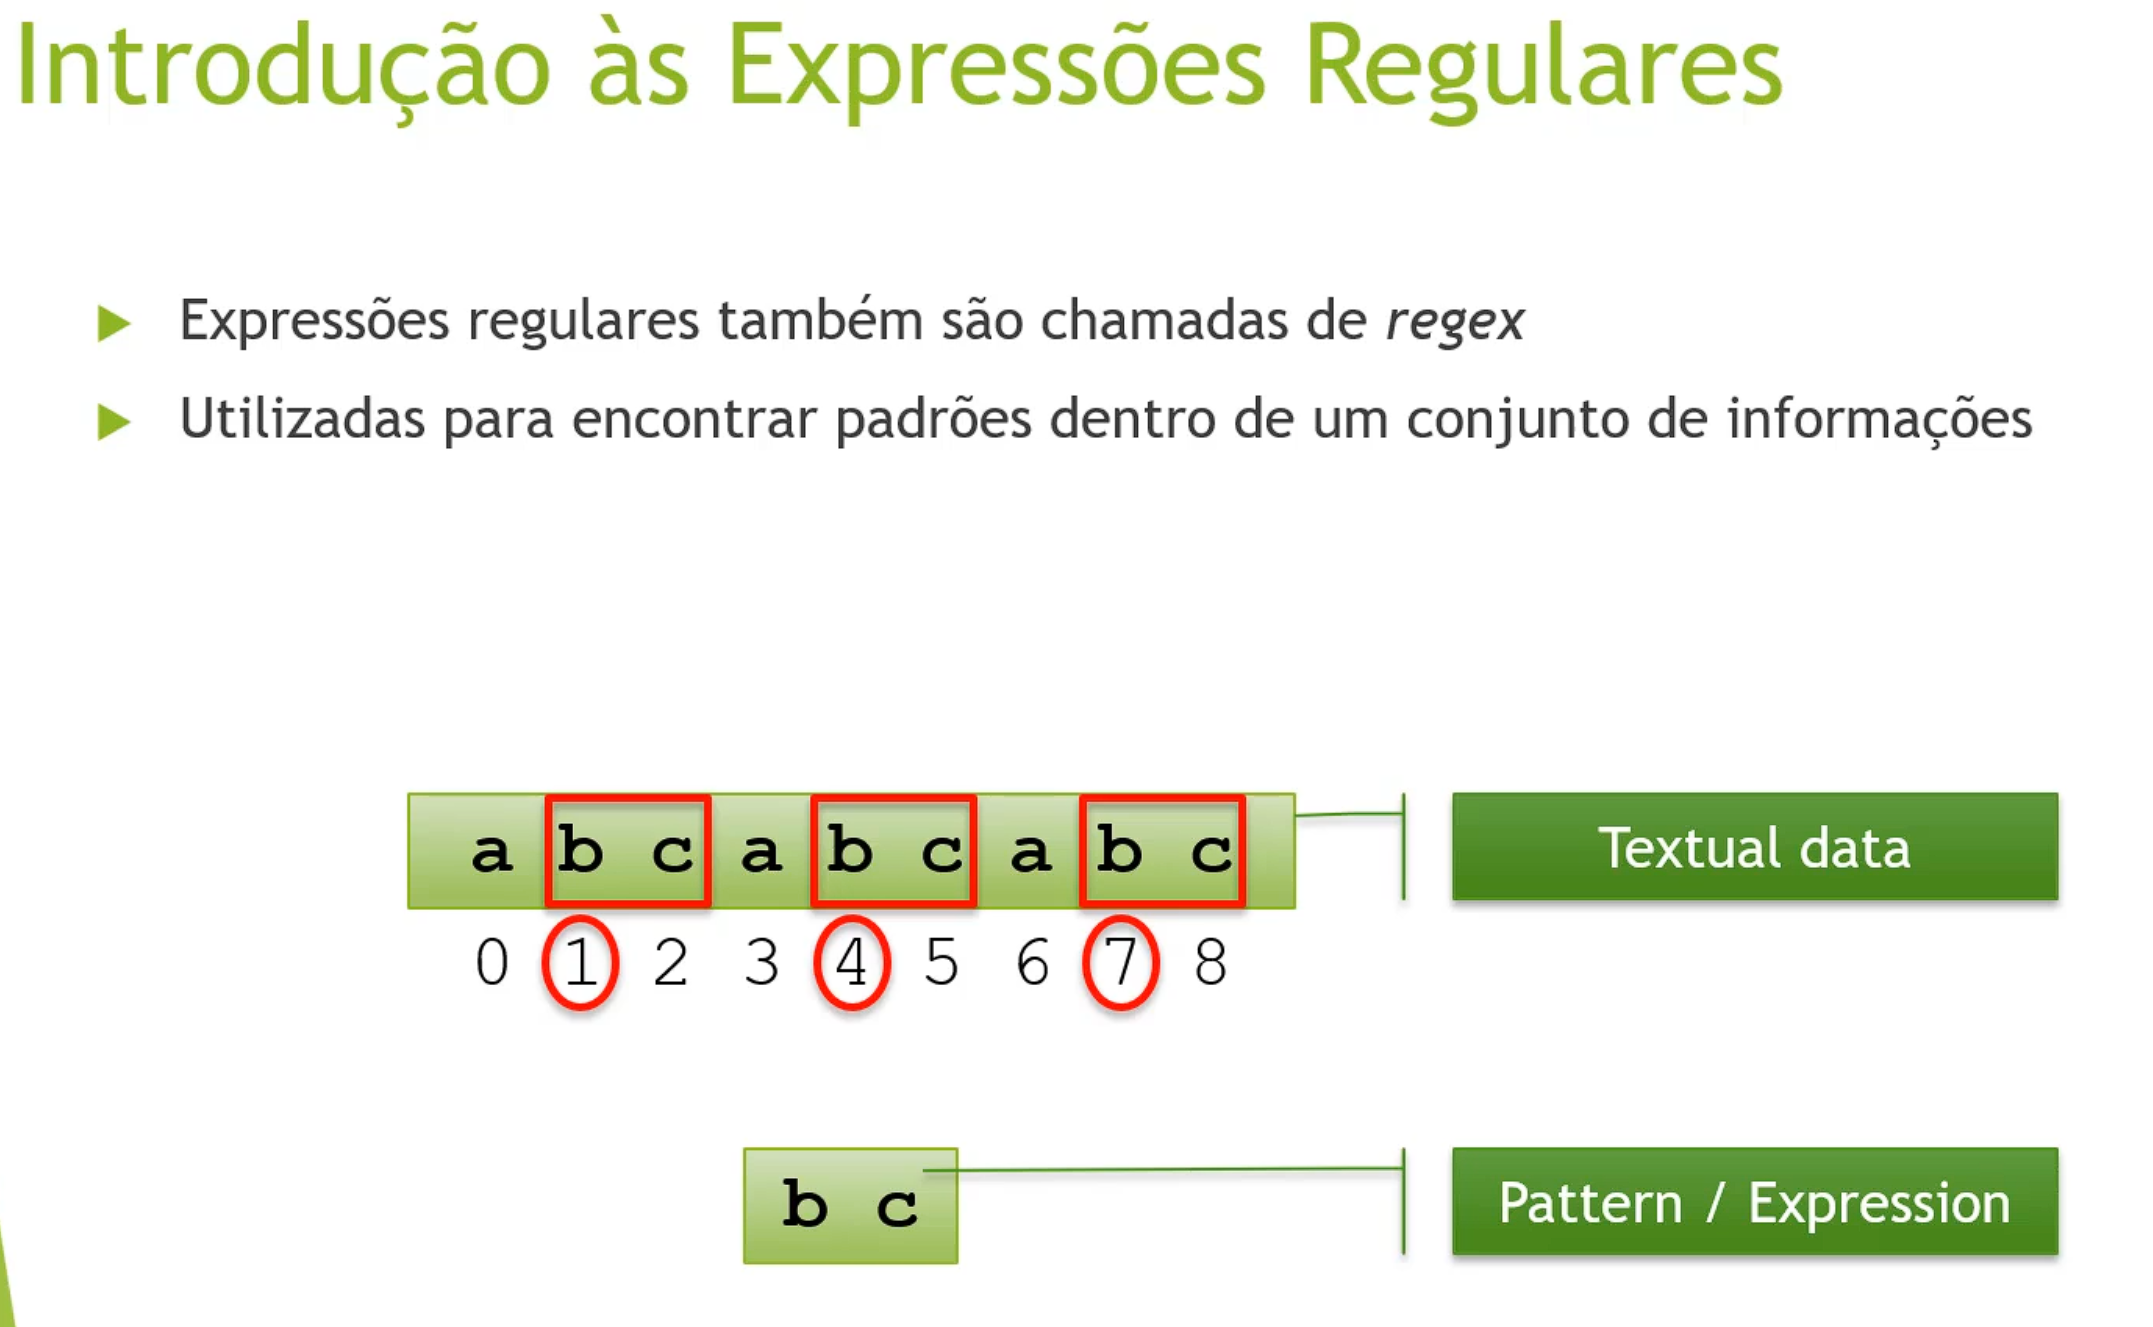 Introdução às Expressões Regulares
Expressões regulares também são chamadas de regex
Utilizadas para encontrar padrões dentro de um conjunto de informações
a b c a b c a b c
Textual data
0 1 2 3 4 5 6 7 8
b c
Pattern / Expression